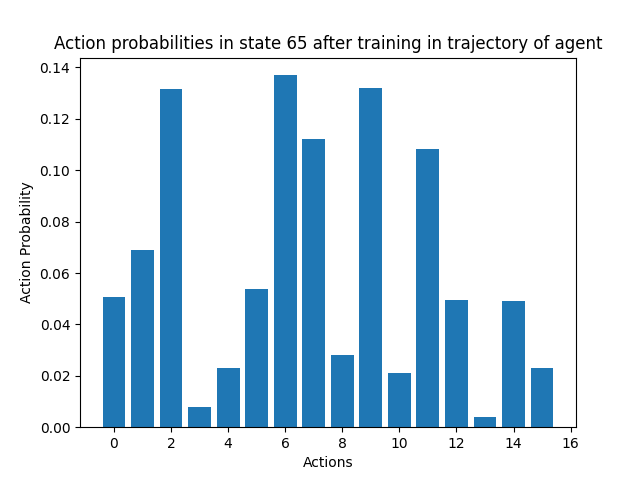 Action probabilities in state 65 after training in trajectory of agent
0.14
0.12
0.10
0.08
0.06
0.04
0.02
0.00
Action Probability
0 2 4 6 8 10 12 14 16
Actions